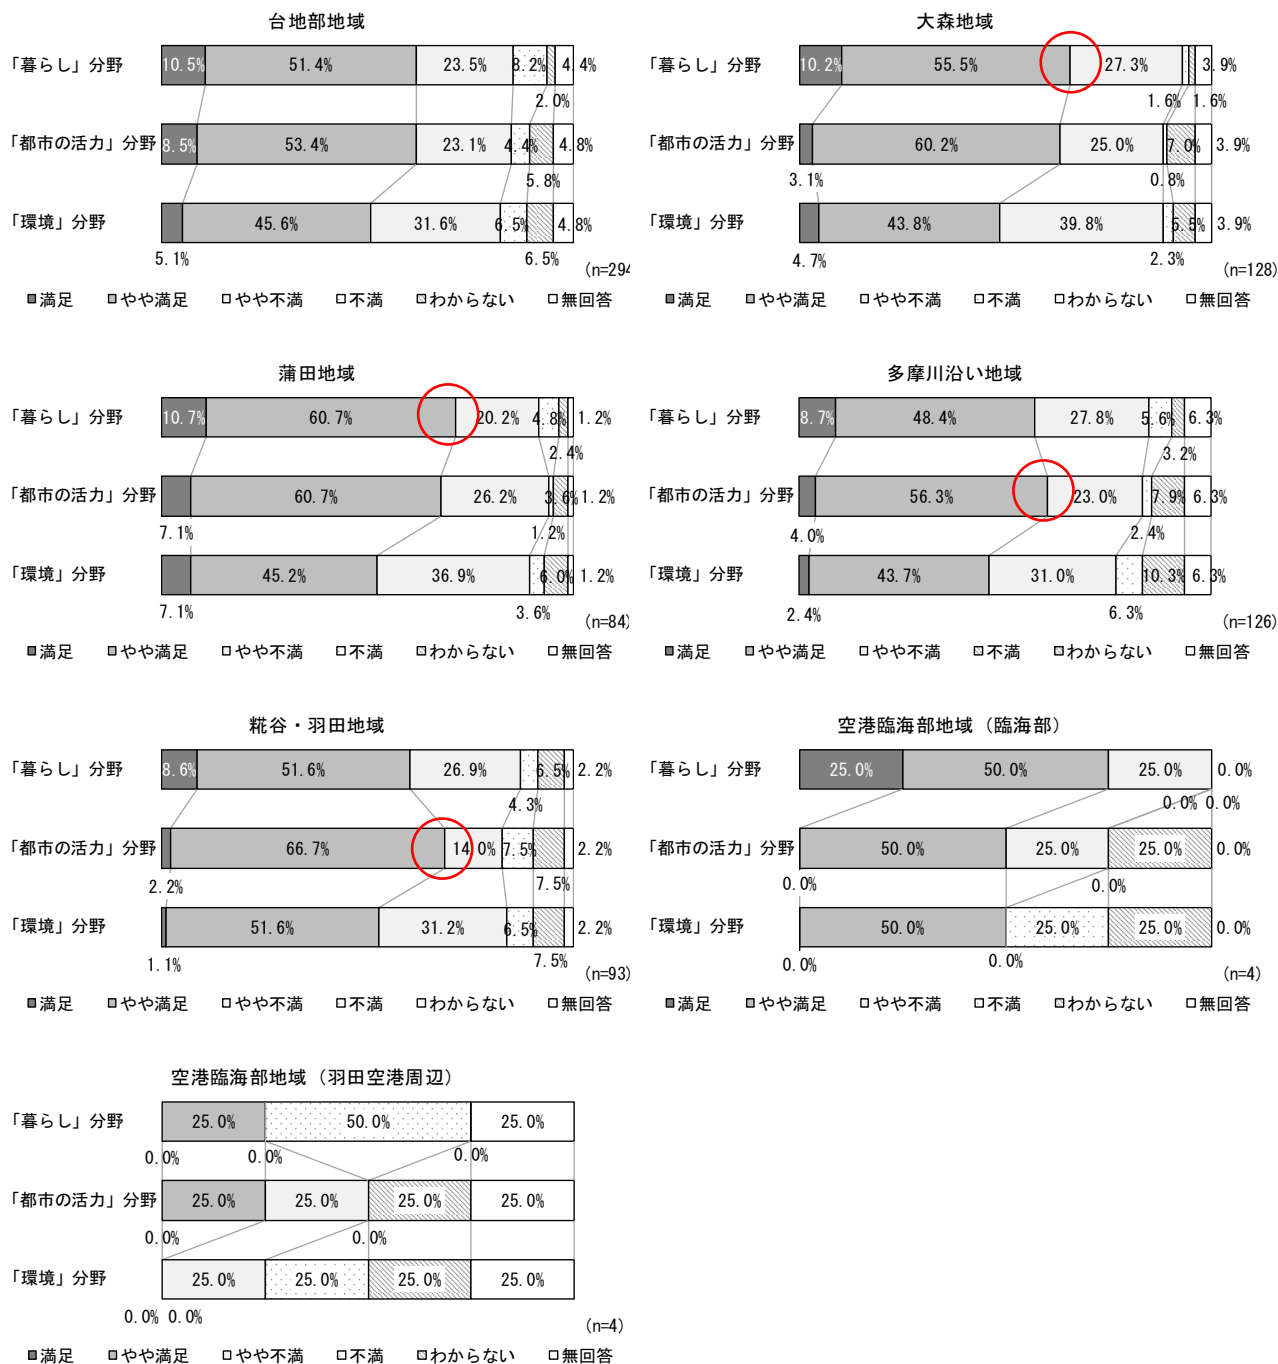 台地部地域
「暮らし」分野 10.5% 51.4% 23.5% 8.2% 4.4%
2.0%
「都市の活力」分野 8.5% 53.4% 23.1% 4.4% 4.8%
5.8%
「環境」分野 45.6% 31.6% 6.5% 4.8%
5.1% 6.5%
(n=294
■満足 ■やや満足 □やや不満 □不満 わからない □無回答
大森地域
「暮らし」分野 10.2% 55.5% 27.3% 3.9%
1.6% 1.6%
「都市の活力」分野 60.2% 25.0% 7.0% 3.9%
3.1% 0.8%
「環境」分野 43.8% 39.8% 5.5% 3.9%
4.7% 2.3%
(n=128)
■満足 ■やや満足 □やや不満 □不満 □わからない □無回答
蒲田地域
「暮らし」分野 10.7% 60.7% 20.2% 4.8% 1.2%
2.4%
「都市の活力」分野 60.7% 26.2% 3.6% 1.2%
7.1% 1.2%
「環境」分野 45.2% 36.9% 6.0% 1.2%
7.1% 3.6%
(n=84)
■満足 ■やや満足 □やや不満 □不満 わからない □無回答
多摩川沿い地域
「暮らし」分野 8.7% 48.4% 27.8% 5.6% 6.3%
3.2%
「都市の活力」分野 56.3% 23.0% 7.9% 6.3%
4.0% 2.4%
「環境」分野 43.7% 31.0% 10.3% 6.3%
2.4% 6.3%
(n=126)
■満足 ■やや満足 □やや不満 不満 わからない □無回答
糀谷・羽田地域
「暮らし」分野 8.6% 51.6% 26.9% 6.5% 2.2%
4.3%
「都市の活力」分野 66.7% 14.0% 7.5% 2.2%
2.2% 7.5%
「環境」分野 51.6% 31.2% 6.5% 2.2%
1.1% 7.5%
(n=93)
■満足 ■やや満足 □やや不満 □不満 □わからない □無回答
空港臨海部地域（臨海部）
「暮らし」分野 25.0% 50.0% 25.0% 0.0%
0.0% 0.0%
「都市の活力」分野 50.0% 25.0% 25.0% 0.0%
0.0% 0.0%
「環境」分野 50.0% 25.0% 25.0% 0.0%
0.0% 0.0%
(n=4)
■満足 ■やや満足 □やや不満 □不満 わからない □無回答
空港臨海部地域（羽田空港周辺）
「暮らし」分野 25.0% 50.0% 25.0%
0.0% 0.0% 0.0%
「都市の活力」分野 25.0% 25.0% 25.0% 25.0%
0.0% 0.0%
「環境」分野 25.0% 25.0% 25.0% 25.0%
0.0% 0.0%
(n=4)
■満足 ■やや満足 □やや不満 □不満 わからない □無回答